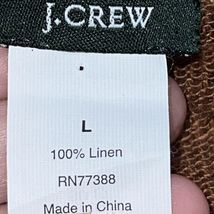 J.CREW
L
100% Linen
RN77388
Made in China